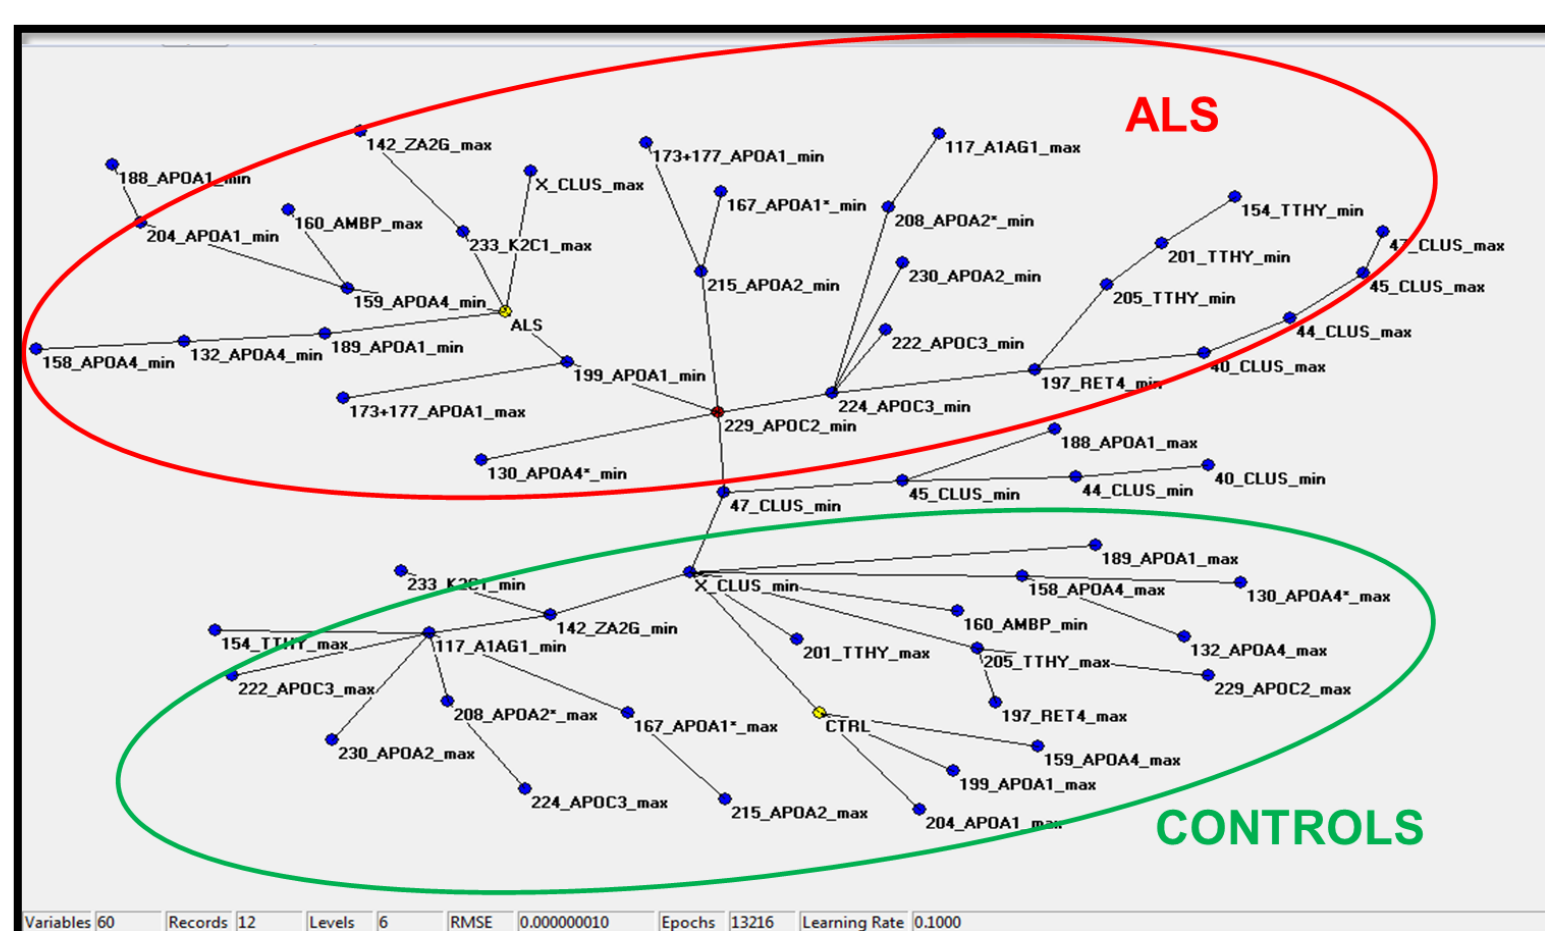 ALS
142_ZA2G_max
173+177_APOA1_min
117_A1AG1_max
188_APOA1_min
X_CLUS_max
167_APOA1*_min
154_TTHY_min
160_AMBP_max
208_APOA2*_min
204_APOA1_min
233_K2C1_max
47_CLUS_max
201_TTHY_min
230_APOA2_min
215_APOA2_min
45_CLUS_max
205_TTHY_min
159_APOA4_min
ALS
44_CLUS_max
222_APOC3_min
189_APOA1_min
132_APOA4_min
158_APOA4_min
40_CLUS_max
199_APOA1_min
197_RET4_min
173+177_APOA1_max
224_APOC3_min
229_APOC2_min
188_APOA1_max
130_APOA4*_min
40_CLUS_min
44_CLUS_min
45_CLUS_min
47_CLUS_min
189_APOA1_max
233_K2C1_min
X_CLUS_min
158_APOA4_max
130_APOA4*_max
160_AMBP_min
142_ZA2G_min
154_TTHY_max
117_A1AG1_min
201_TTHY_max
132_APOA4_max
205_TTHY_max
222_APOC3_max
229_APOC2_max
208_APOA2*_max
197_RET4_max
167_APOA1*_max
CTRL
230_APOA2_max
159_APOA4_max
199_APOA1_max
224_APOC3_max
215_APOA2_max
204_APOA1_max
CONTROLS
Variables 60 Records 12 Levels 6 RMSE 0.000000010 Epochs 13216 Learning Rate 0.1000